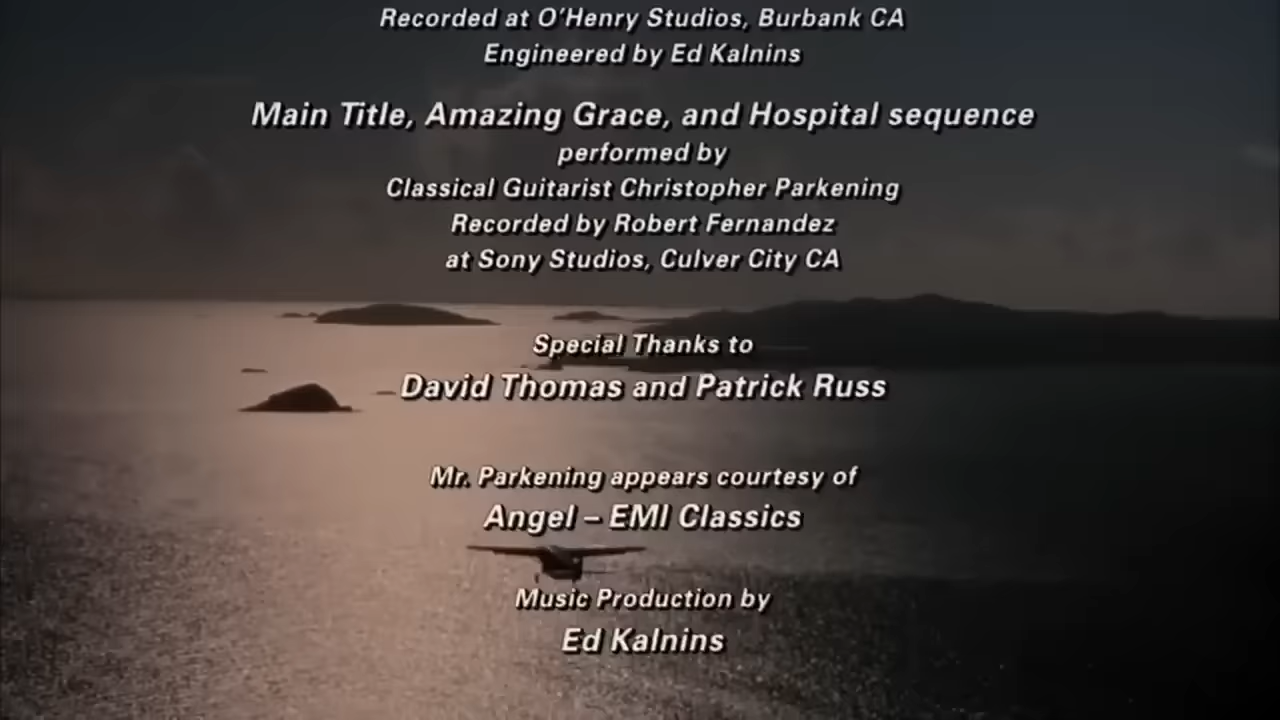 Recorded at O'Henry Studios, Burbank CA
Engineered by Ed Kalnins
Main Title, Amazing Grace, and Hospital sequence
performed by
Classical Guitarist Christopher Parkening
Recorded by Robert Fernandez
at Sony Studios, Culver City CA
Special Thanks to
David Thomas and Patrick Russ
Mr. Parkening appears courtesy of
Angel – EMI Classics
Music Production by
Ed Kalnins